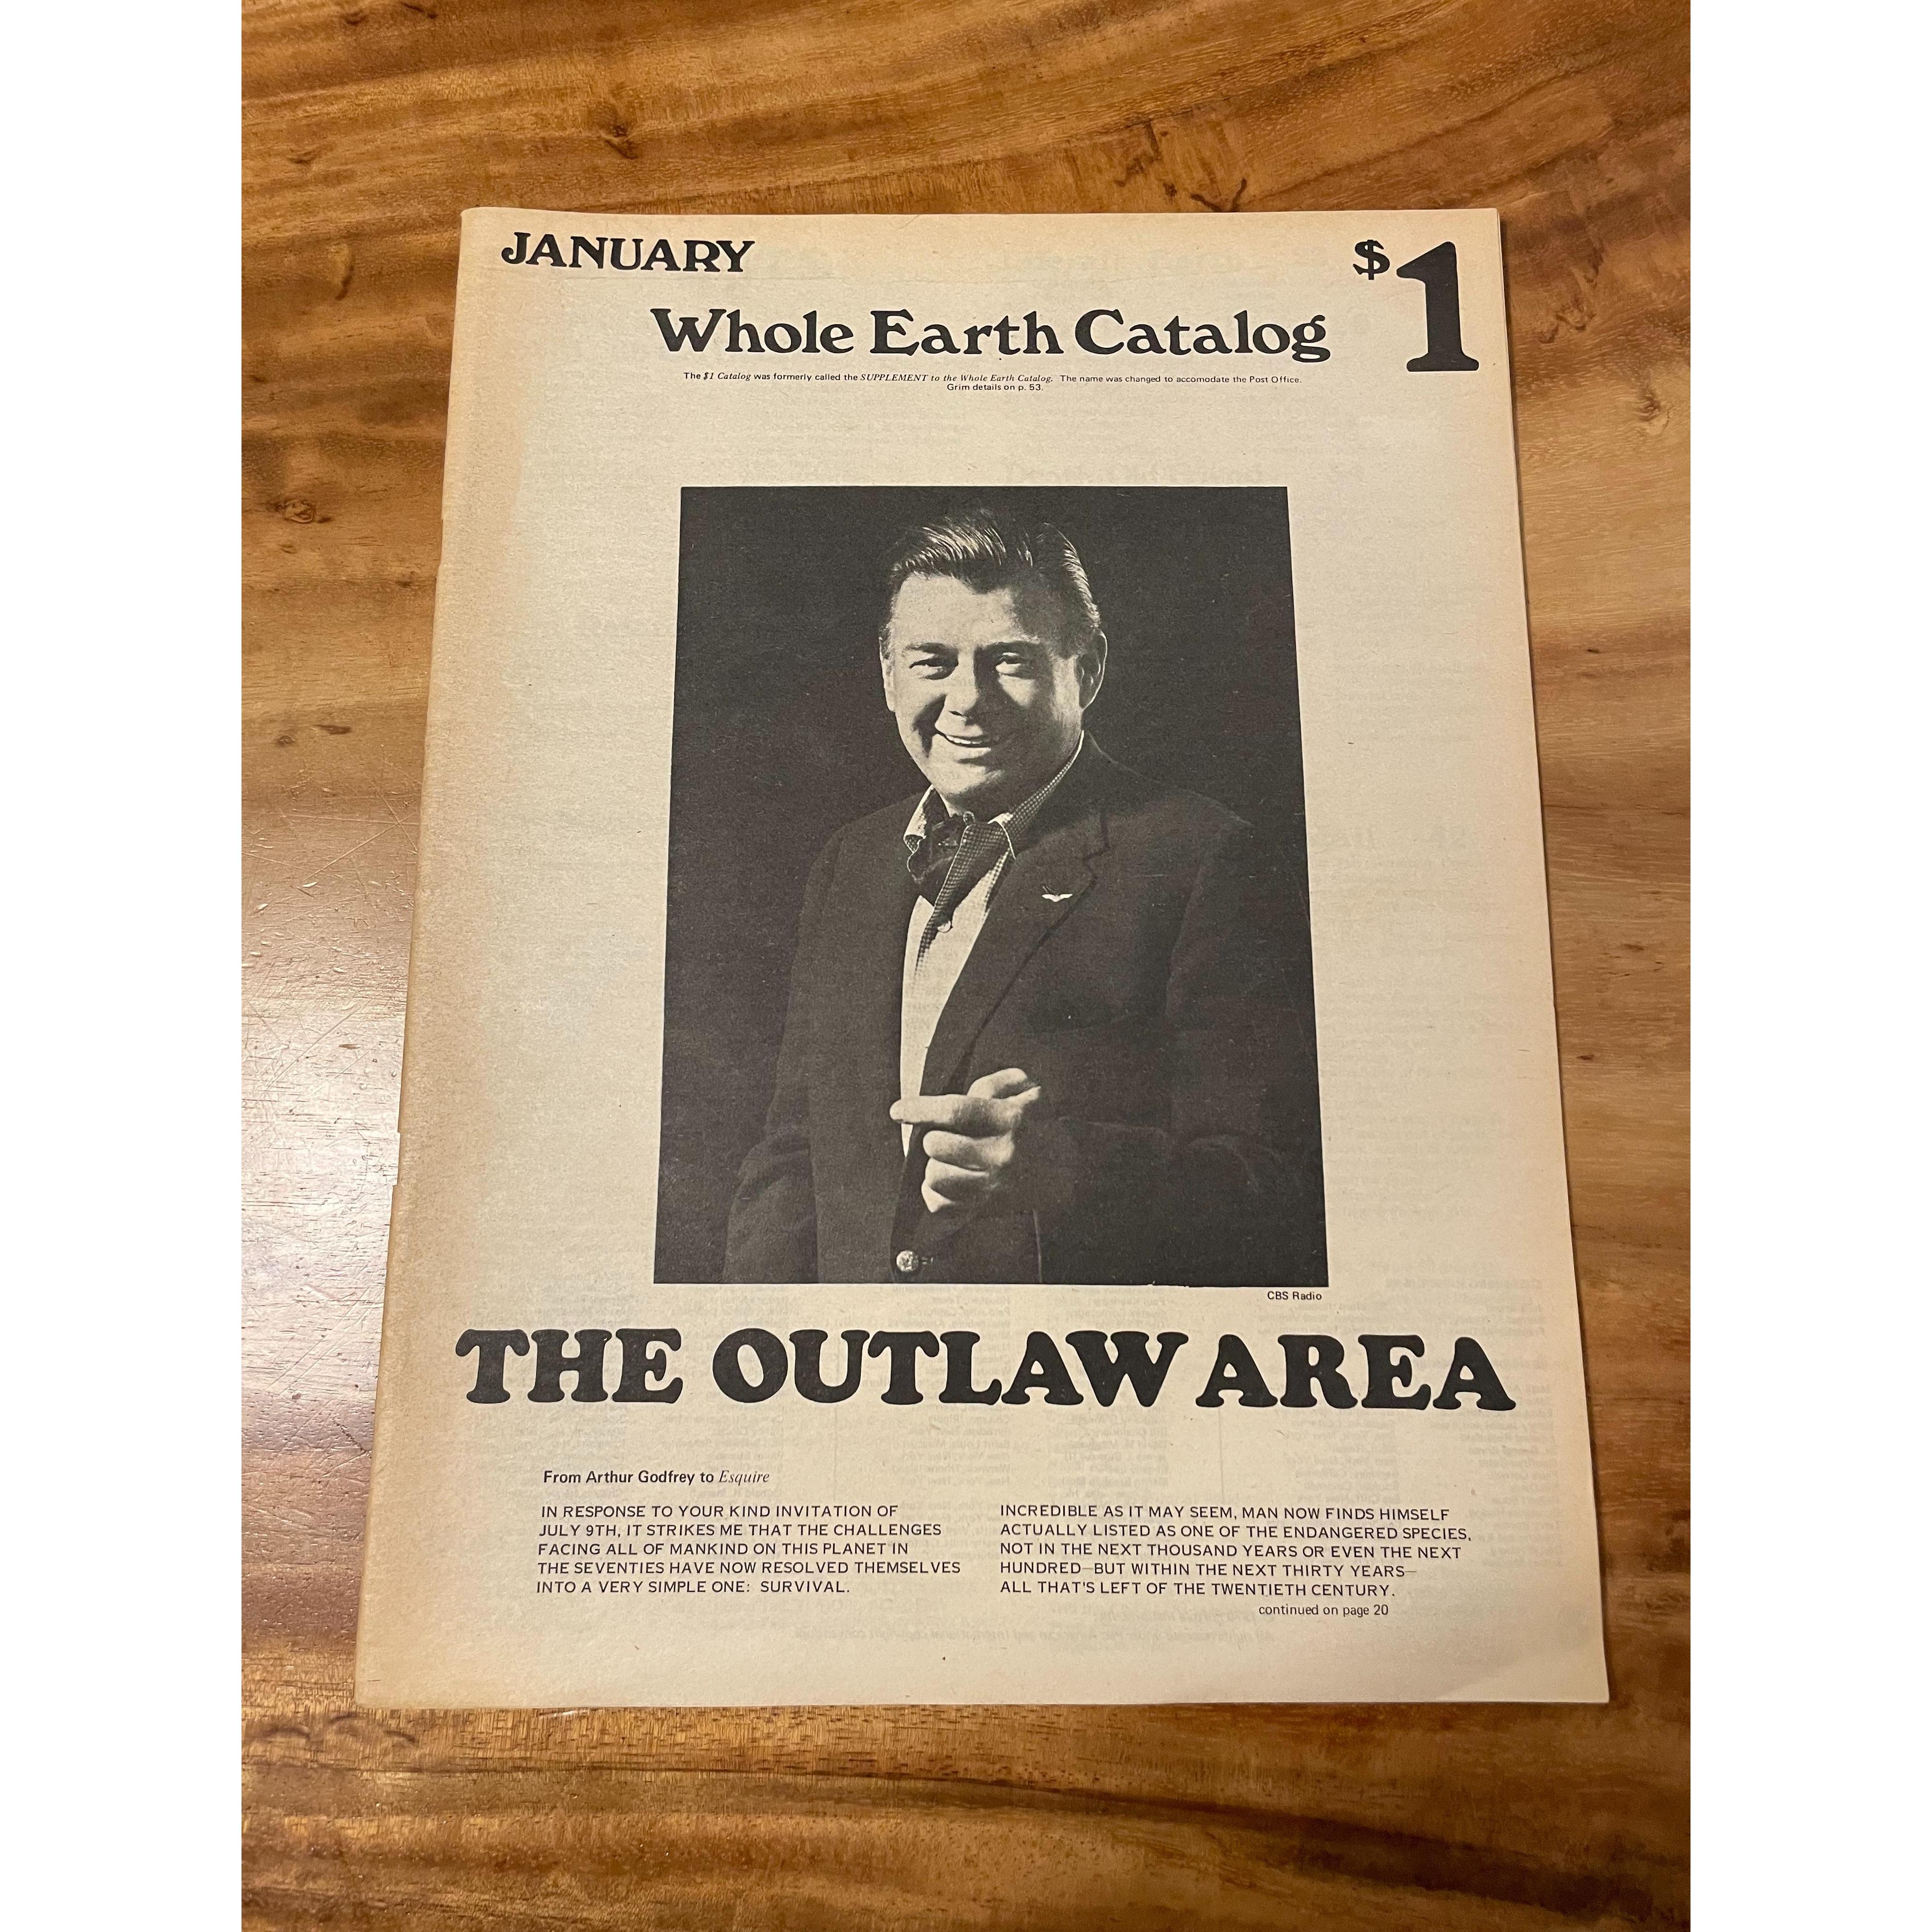 JANUARY
$1
Whole Earth Catalog
The $1 Catalog was formerly called the SUPPLEMENT to the Whole Earth Catalog. The name was changed to accomodate the Post Office.
Grim details on p. 53.
CBS Radio
THE OUTLAW AREA
From Arthur Godfrey to Esquire
IN RESPONSE TO YOUR KIND INVITATION OF
JULY 9TH, IT STRIKES ME THAT THE CHALLENGES
FACING ALL OF MANKIND ON THIS PLANET IN
THE SEVENTIES HAVE NOW RESOLVED THEMSELVES
INTO A VERY SIMPLE ONE: SURVIVAL.
INCREDIBLE AS IT MAY SEEM, MAN NOW FINDS HIMSELF
ACTUALLY LISTED AS ONE OF THE ENDANGERED SPECIES,
NOT IN THE NEXT THOUSAND YEARS OR EVEN THE NEXT
HUNDRED—BUT WITHIN THE NEXT THIRTY YEARS—
ALL THAT'S LEFT OF THE TWENTIETH CENTURY.
continued on page 20